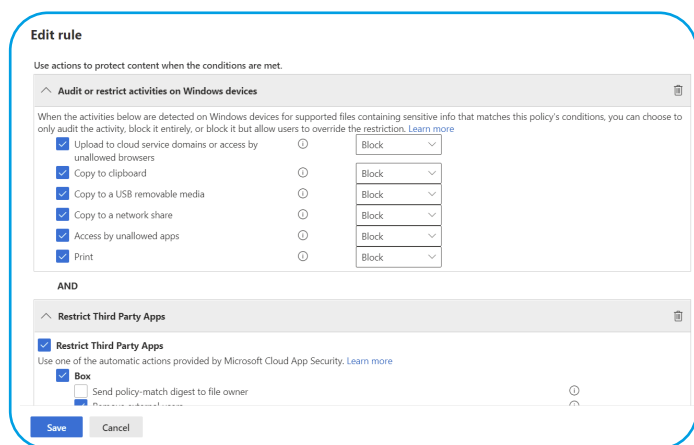 Edit rule
Use actions to protect content when the conditions are met.
Audit or restrict activities on Windows devices
When the activities below are detected on Windows devices for supported files containing sensitive info that matches this policy's conditions, you can choose to
only audit the activity, block it entirely, or block it but allow users to override the restriction. Learn more
Upload to cloud service domains or access by Block
unallowed browsers
Copy to clipboard Block
Copy to a USB removable media Block
Copy to a network share Block
Access by unallowed apps Block
Print Block
AND
Restrict Third Party Apps
Restrict Third Party Apps
Use one of the automatic actions provided by Microsoft Cloud App Security. Learn more
Box
Send policy-match digest to file owner
Remove external users
Save Cancel